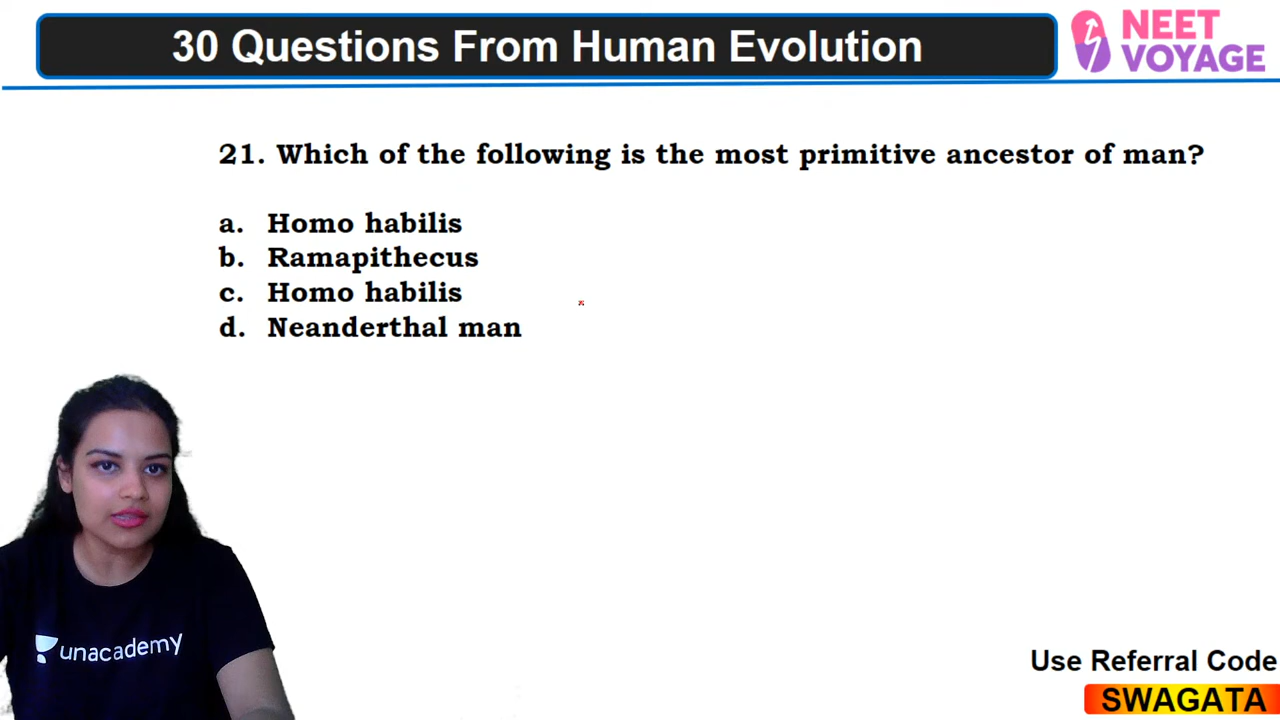 30 Questions From Human Evolution
NEET
VOYAGE
21. Which of the following is the most primitive ancestor of man?
a. Homo habilis
b. Ramapithecus
c. Homo habilis
d. Neanderthal man
unacademy
Use Referral Code
SWAGATA